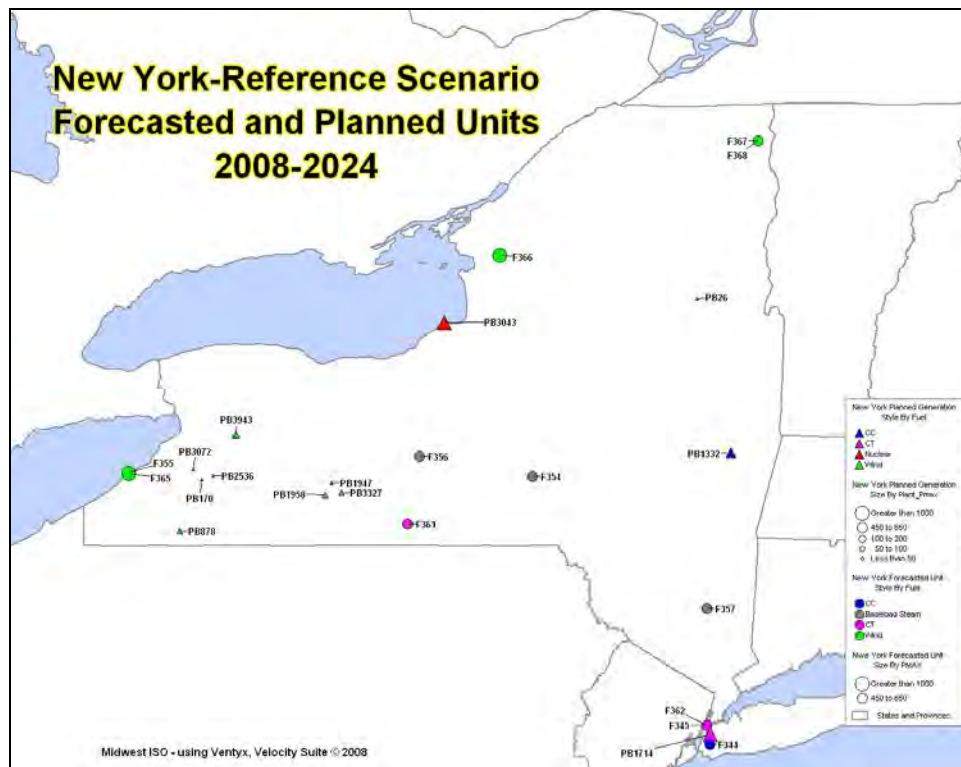 New York-Reference Scenario
Forecasted and Planned Units
2008-2024
F367
F368
F366
PB26
PB3043
PB3943
PB3072
F355
F365
PB2536
PB170
F356
PB1947
PB1950
PB3327
F354
PB1332
PB878
F361
F357
F362
F345
PB1714
F344
New York Planned Generation
Style By Fuel
CC
CT
Nuclear
Wind
New York Planned Generation
Size By Plant_Pmax
Greater than 1000
450 to 850
100 to 200
50 to 100
Less than 50
New York Forecasted Unit
Style By Fuel
CC
Baseload Steam
CT
Wind
New York Forecasted Unit
Size By PMAX
Greater than 1000
450 to 850
States and Provinces
Midwest ISO - using Ventyx, Velocity Suite © 2008